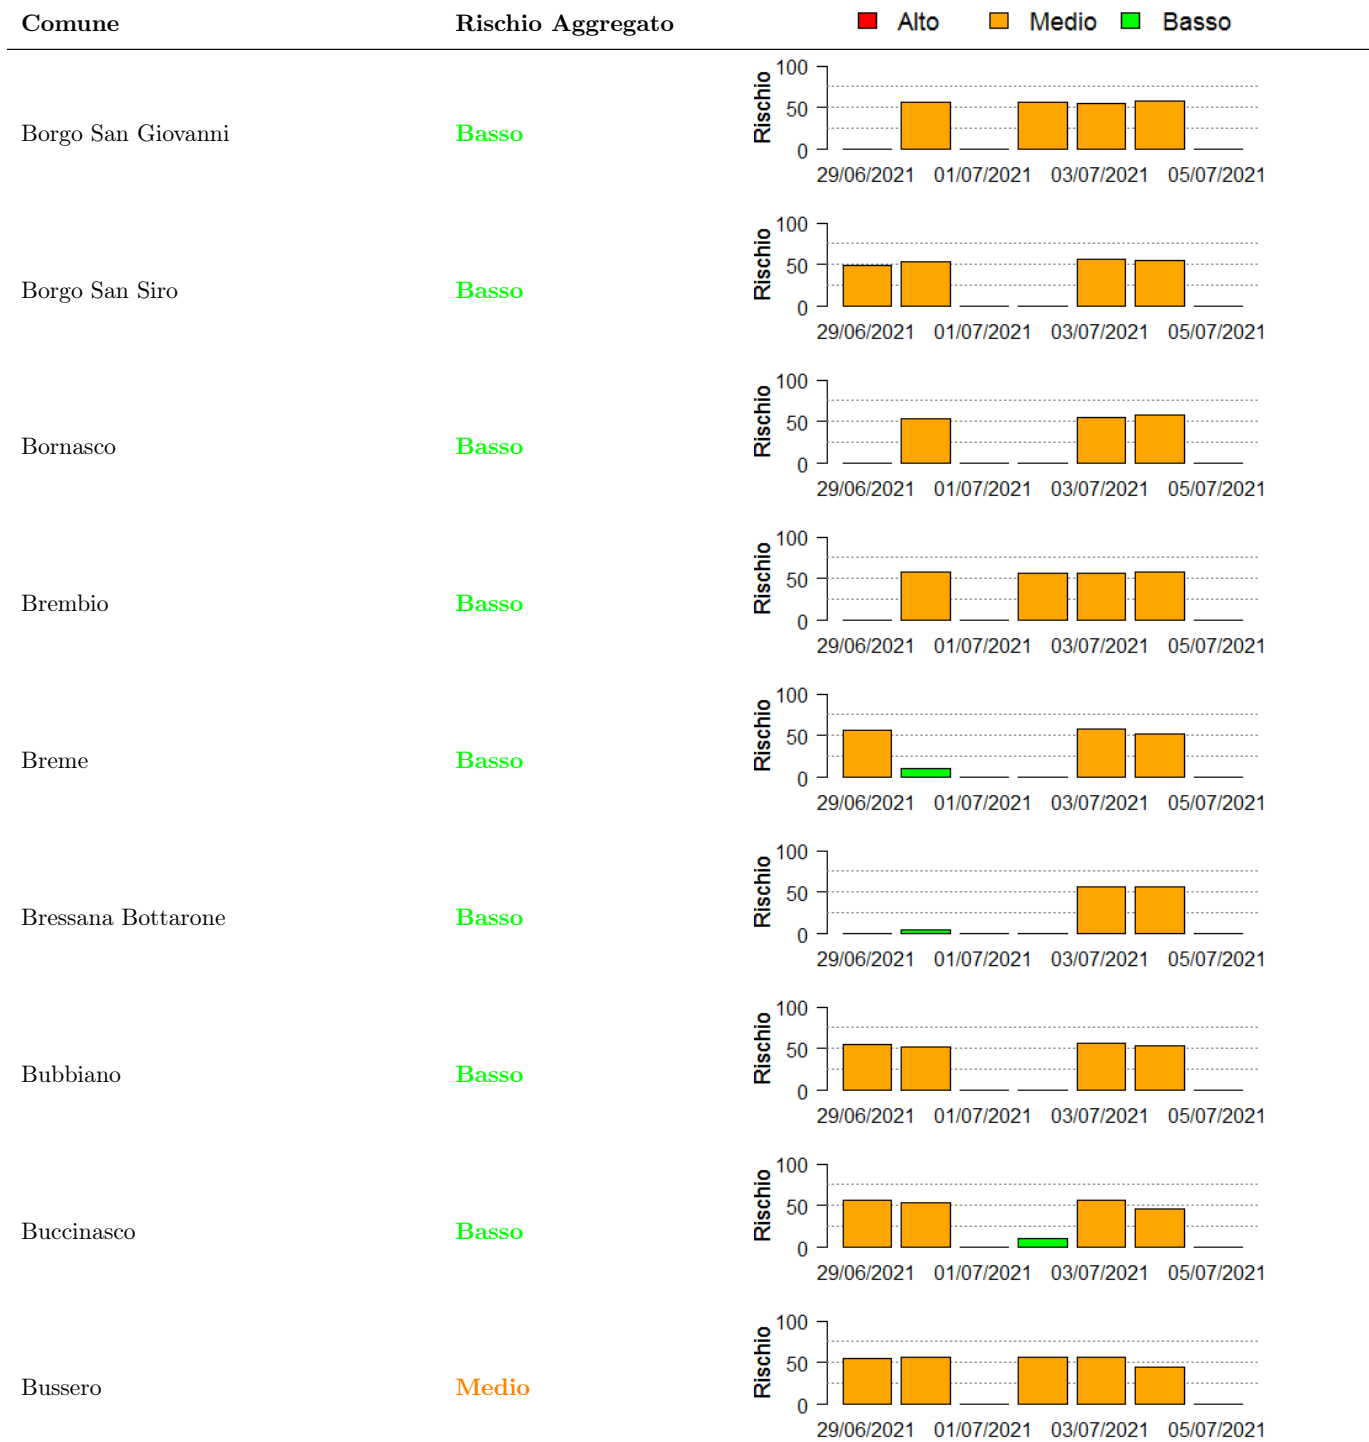 Comune Rischio Aggregato Alto Medio Basso
Borgo San Giovanni Basso
Rischio
100
50
0
29/06/2021 01/07/2021 03/07/2021 05/07/2021
Borgo San Siro Basso
Rischio
100
50
0
29/06/2021 01/07/2021 03/07/2021 05/07/2021
Bornasco Basso
Rischio
100
50
0
29/06/2021 01/07/2021 03/07/2021 05/07/2021
Brembio Basso
Rischio
100
50
0
29/06/2021 01/07/2021 03/07/2021 05/07/2021
Breme Basso
Rischio
100
50
0
29/06/2021 01/07/2021 03/07/2021 05/07/2021
Bressana Bottarone Basso
Rischio
100
50
0
29/06/2021 01/07/2021 03/07/2021 05/07/2021
Bubbiano Basso
Rischio
100
50
0
29/06/2021 01/07/2021 03/07/2021 05/07/2021
Buccinasco Basso
Rischio
100
50
0
29/06/2021 01/07/2021 03/07/2021 05/07/2021
Bussero Medio
Rischio
100
50
0
29/06/2021 01/07/2021 03/07/2021 05/07/2021